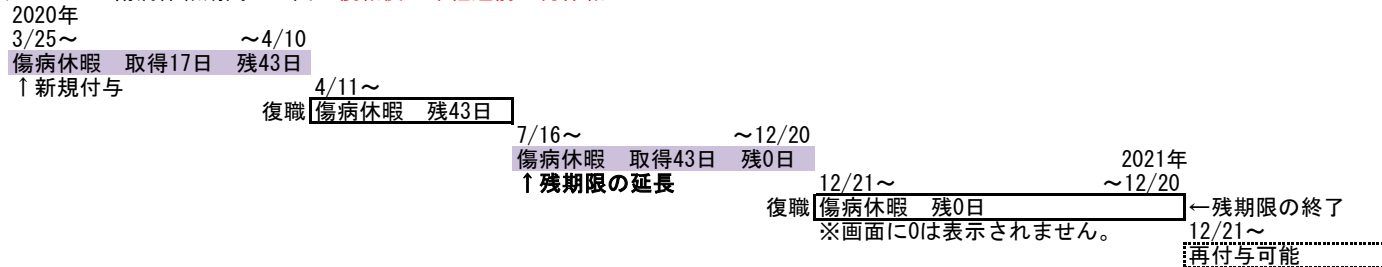 2020年
3/25～ ～4/10
傷病休暇 取得17日 残43日
↑新規付与 4/11～
復職 傷病休暇 残43日
7/16～ ～12/20
傷病休暇 取得43日 残0日 2021年
↑残期限の延長 12/21～ ～12/20
復職 傷病休暇 残0日 ←残期限の終了
※画面に0は表示されません。 12/21～
再付与可能